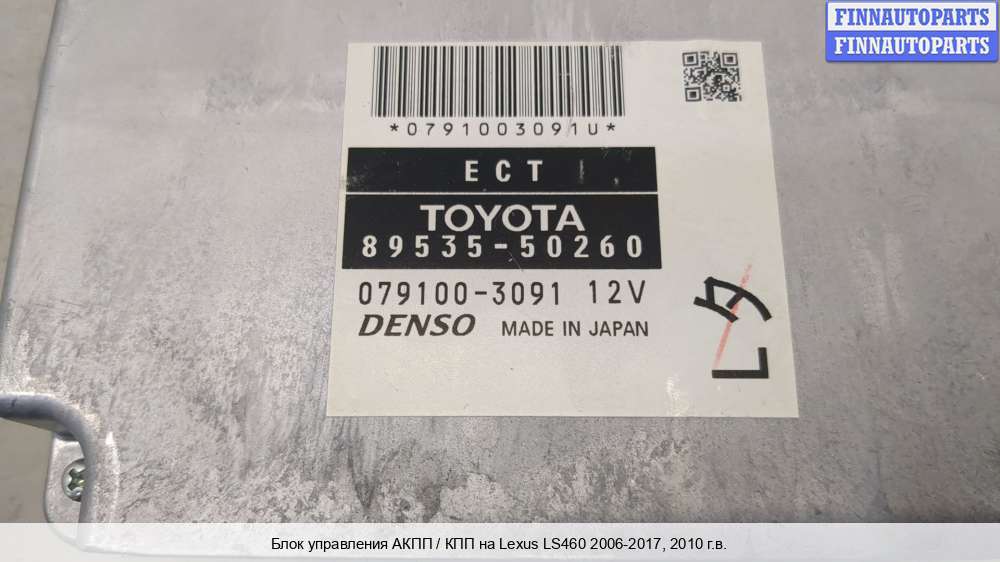 FINNAUTOPARTS
FINNAUTOPARTS
*0791003091U*
ECT
TOYOTA
89535-50260
079100-3091 12V
DENSO MADE IN JAPAN
Блок управления АКПП / КПП на Lexus LS460 2006-2017, 2010 г.в.